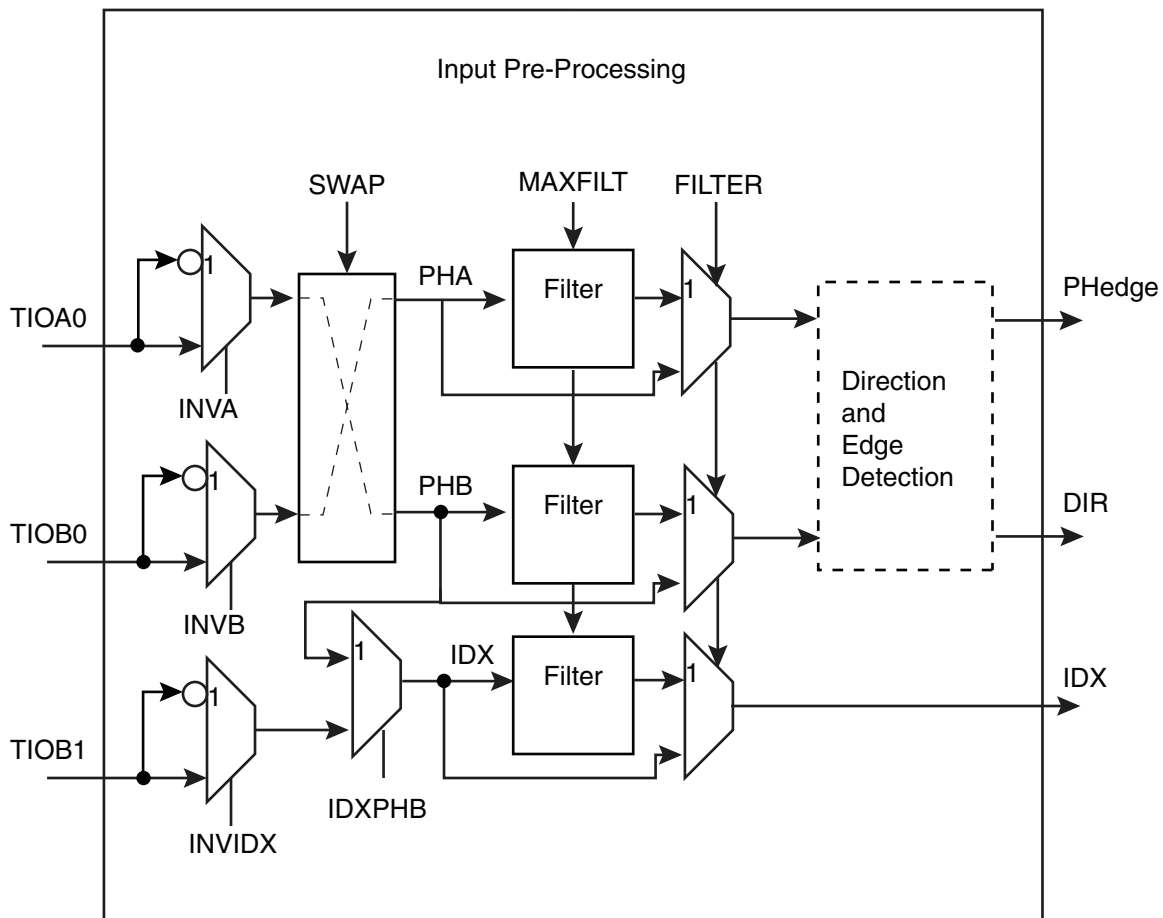 Input Pre-Processing
SWAP
MAXFILT
FILTER
1
PHA
Filter
1
PHedge
TIOA0
Direction
and
Edge
Detection
INVA
1
PHB
Filter
1
DIR
TIOB0
INVB
1
IDX
Filter
1
IDX
1
TIOB1
IDXPHB
INVIDX